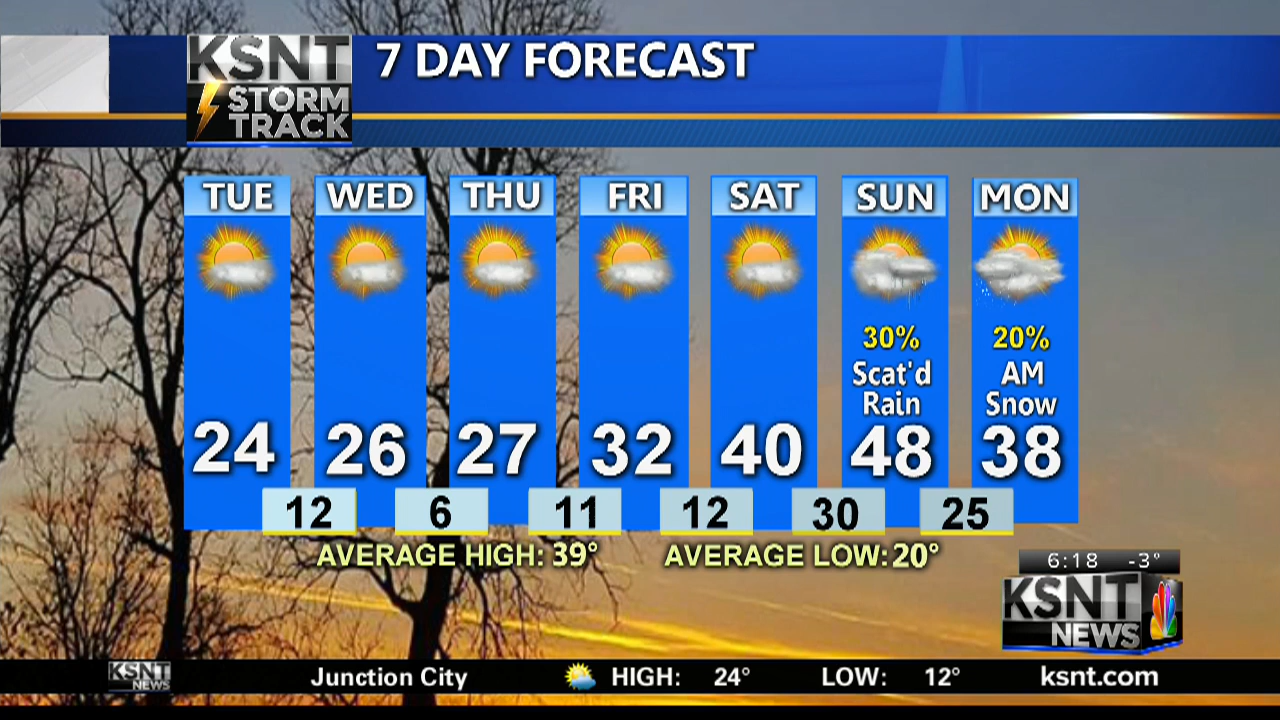 KSNT
STORM
TRACK
7 DAY FORECAST
TUE WED THU FRI SAT SUN MON
30% 20%
Scat'd AM
Rain Snow
24 26 27 32 40 48 38
12 6 11 12 30 25
AVERAGE HIGH: 39° AVERAGE LOW: 20°
6:18 -3°
KSNT
NEWS
KSNT
NEWS
Junction City HIGH: 24° LOW: 12° ksnt.com